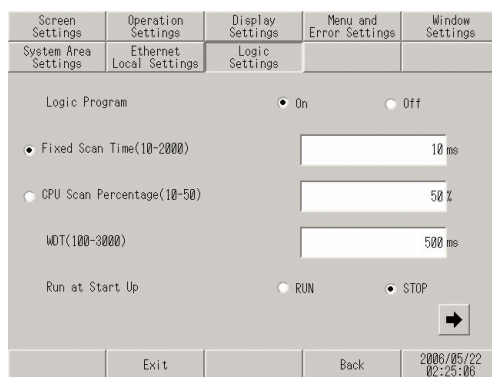 Screen Settings
Operation Settings
Display Settings
Menu and Error Settings
Window Settings
System Area Settings
Ethernet Local Settings
Logic Settings
Logic Program
On
Off
Fixed Scan Time(10-2000)
10 ms
CPU Scan Percentage(10-50)
50 %
WDT(100-3000)
500 ms
Run at Start Up
RUN
STOP
Exit
Back
2006/05/22
02:25:06